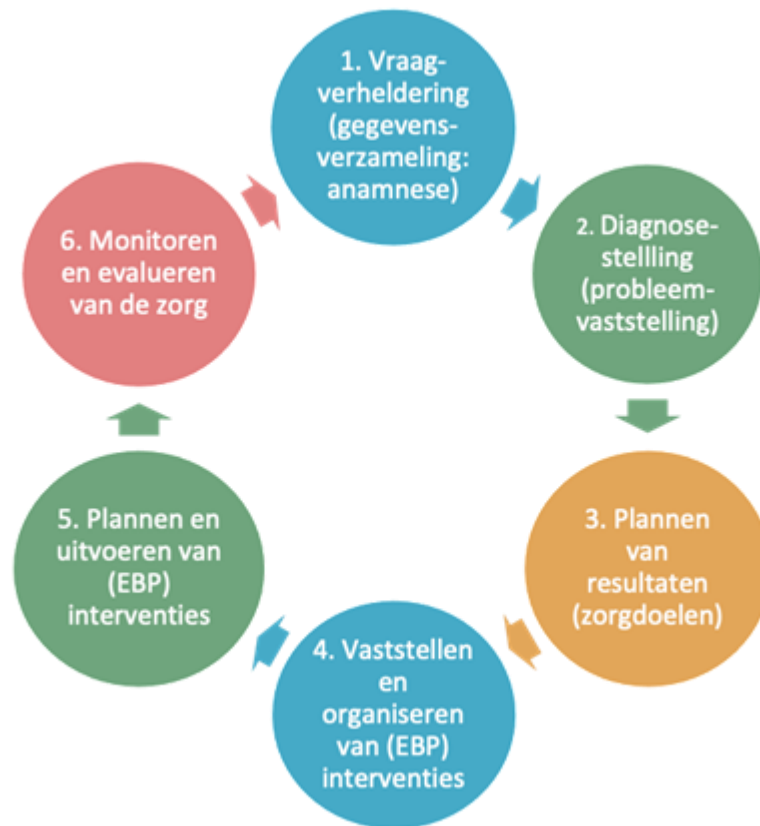 1. Vraag-
verheldering
(gegevens-
verzameling:
anamnese)
2. Diagnose-
stellling
(probleem-
vaststelling)
3. Plannen
van
resultaten
(zorgdoelen)
4. Vaststellen
en
organiseren
van (EBP)
interventies
5. Plannen en
uitvoeren van
(EBP)
interventies
6. Monitoren
en evalueren
van de zorg